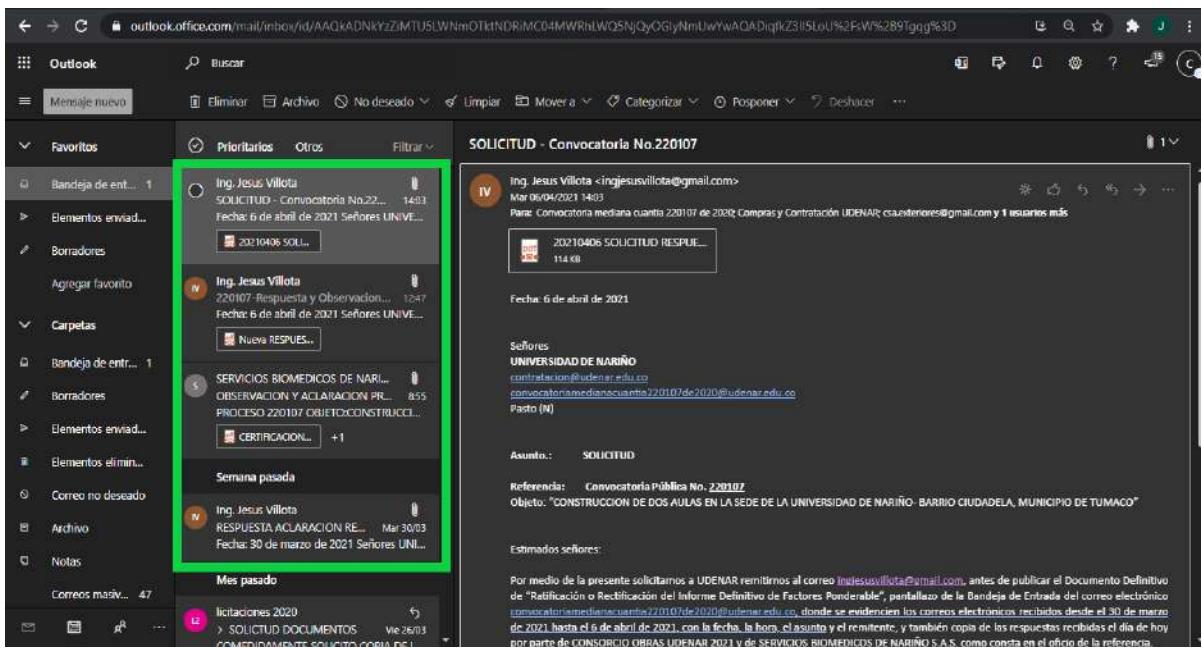 outlook.office.com/mail/inbox/id/
Outlook
Buscar
15
C
J
Mensaje nuevo
Eliminar
Archivo
No deseado
Limpiar
Mover a
Categorizar
Posponer
Deshacer
Favoritos
Bandeja de ent... 1
Elementos enviad...
Borradores
Agregar favorito
Carpetas
Bandeja de entr... 1
Borradores
Elementos enviad...
Elementos elimin...
Correo no deseado
Archivo
Notas
Correos masiv... 47
Prioritarios Otros Filtrar
Ing. Jesus Villota
SOLICITUD - Convocatoria No.22... 14:03
Fecha: 6 de abril de 2021 Señores UNIVE...
20210406 SOLI...
IV
Ing. Jesus Villota
220107-Respuesta y Observacion... 12:47
Fecha: 6 de abril de 2021 Señores UNIVE...
Nueva RESPUES...
S
SERVICIOS BIOMEDICOS DE NARI...
OBSERVACION Y ACLARACION PR... 8:55
PROCESO 220107 OBJETO:CONSTRUCCI...
CERTIFICACION... +1
Semana pasada
IV
Ing. Jesus Villota
RESPUESTA ACLARACION RE... Mar 30/03
Fecha: 30 de marzo de 2021 Señores UNI...
Mes pasado
LZ
licitaciones 2020
> SOLICTUD DOCUMENTOS Vie 26/03
COMEDIDAMENTE SOLICITO COPIA DE
SOLICITUD - Convocatoria No.220107
1
IV
Ing. Jesus Villota <ingjesusvillota@gmail.com>
Mar 06/04/2021 14:03
Para: Convocatoria mediana cuantia 220107 de 2020; Compras y Contratación UDENAR; csa.exteriores@gmail.com y 1 usuarios más
20210406 SOLICITUD RESPUE...
114 KB
Fecha: 6 de abril de 2021
Señores
UNIVERSIDAD DE NARIÑO
contratacion@udenar.edu.co
convocatoriamedianacuantia220107de2020@udenar.edu.co
Pasto (N)
Asunto.: SOLICITUD
Referencia: Convocatoria Pública No. 220107
Objeto: "CONSTRUCCION DE DOS AULAS EN LA SEDE DE LA UNIVERSIDAD DE NARIÑO- BARRIO CIUDADELA, MUNICIPIO DE TUMACO"
Estimados señores:
Por medio de la presente solicitamos a UDENAR remitirnos al correo ingjesusvillota@gmail.com, antes de publicar el Documento Definitivo
de "Ratificación o Rectificación del Informe Definitivo de Factores Ponderable", pantallazo de la Bandeja de Entrada del correo electrónico
convocatoriamedianacuantia220107de2020@udenar.edu.co, donde se evidencien los correos electrónicos recibidos desde el 30 de marzo
de 2021 hasta el 6 de abril de 2021, con la fecha, la hora, el asunto y el remitente, y también copia de las respuestas recibidas el día de hoy
por parte de CONSORCIO OBRAS UDENAR 2021 y de SERVICIOS BIOMEDICOS DE NARIÑO S.A.S. como consta en el oficio de la referencia.